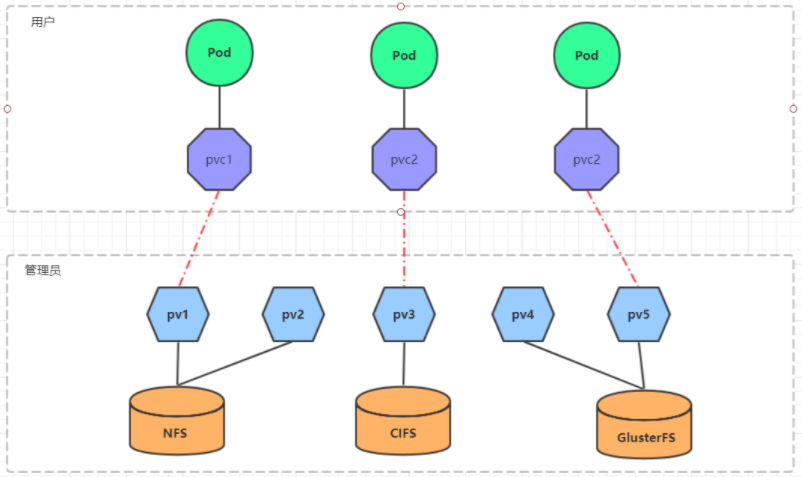 用户
Pod
Pod
Pod
pvc1
pvc2
pvc2
管理员
pv1
pv2
pv3
pv4
pv5
NFS
CIFS
GlusterFS